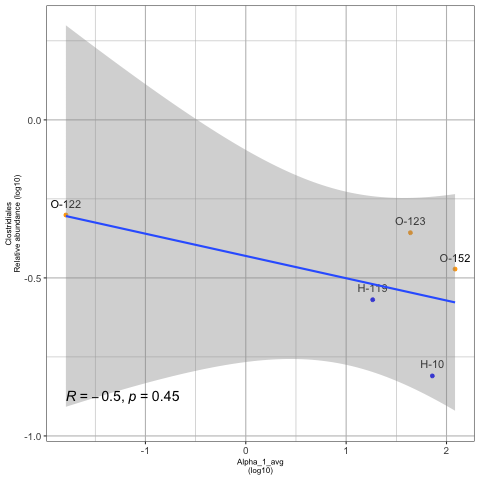 Clostridiales
Relative abundance (log10)
0.0
-0.5
-1.0
O-122
O-123
O-152
H-119
H-10
R = −0.5, p = 0.45
-1
0
1
2
Alpha_1_avg
(log10)